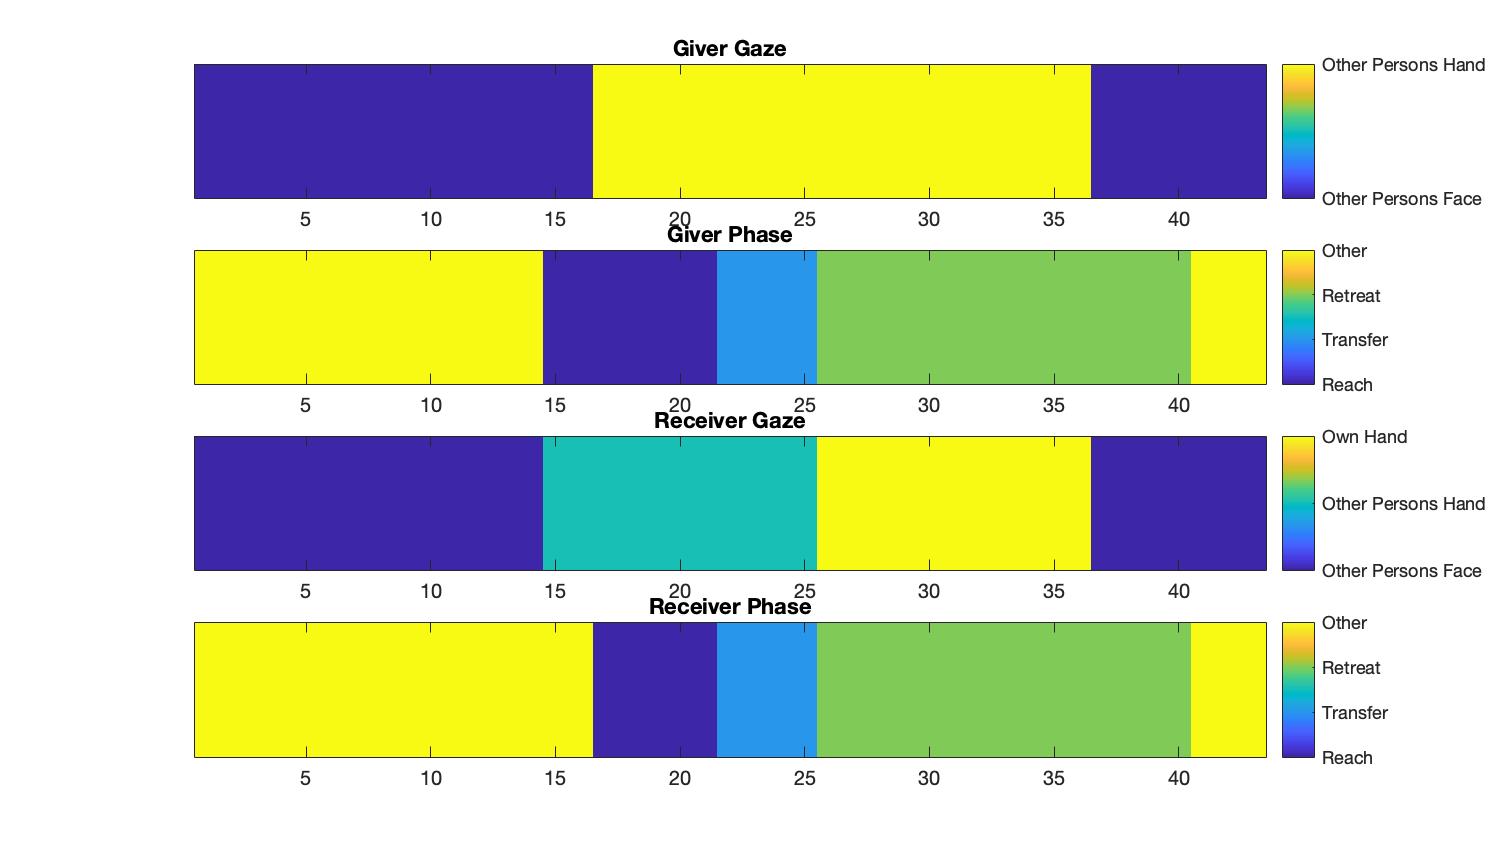 Giver Gaze
Other Persons Hand
Other Persons Face
5 10 15 20 25 30 35 40
Giver Phase
Other
Retreat
Transfer
Reach
5 10 15 20 25 30 35 40
Receiver Gaze
Own Hand
Other Persons Hand
Other Persons Face
5 10 15 20 25 30 35 40
Receiver Phase
Other
Retreat
Transfer
Reach
5 10 15 20 25 30 35 40